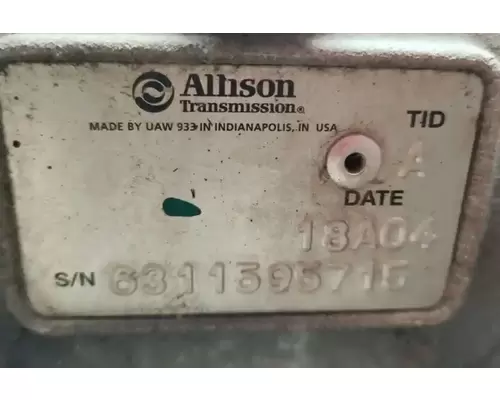 Allison
Transmission®
MADE BY UAW 933 IN INDIANAPOLIS, IN USA
TID
A
DATE
18A04
S/N 6311595715